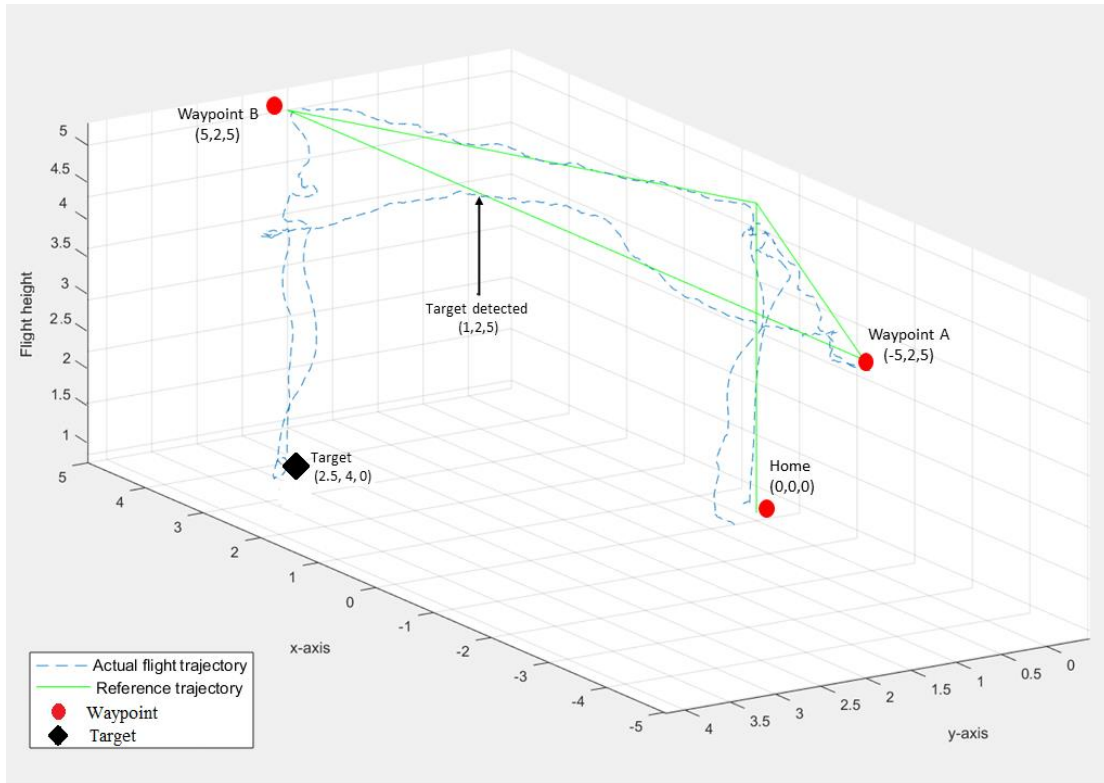 Waypoint B
(5,2,5)
Target detected
(1,2,5)
Waypoint A
(-5,2,5)
Target
(2.5, 4, 0)
Home
(0,0,0)
Flight height
5
4.5
4
3.5
3
2.5
2
1.5
1
x-axis
5
4
3
2
1
0
-1
-2
-3
-4
-5
y-axis
4
3.5
3
2.5
2
1.5
1
0.5
0
Actual flight trajectory
Reference trajectory
Waypoint
Target